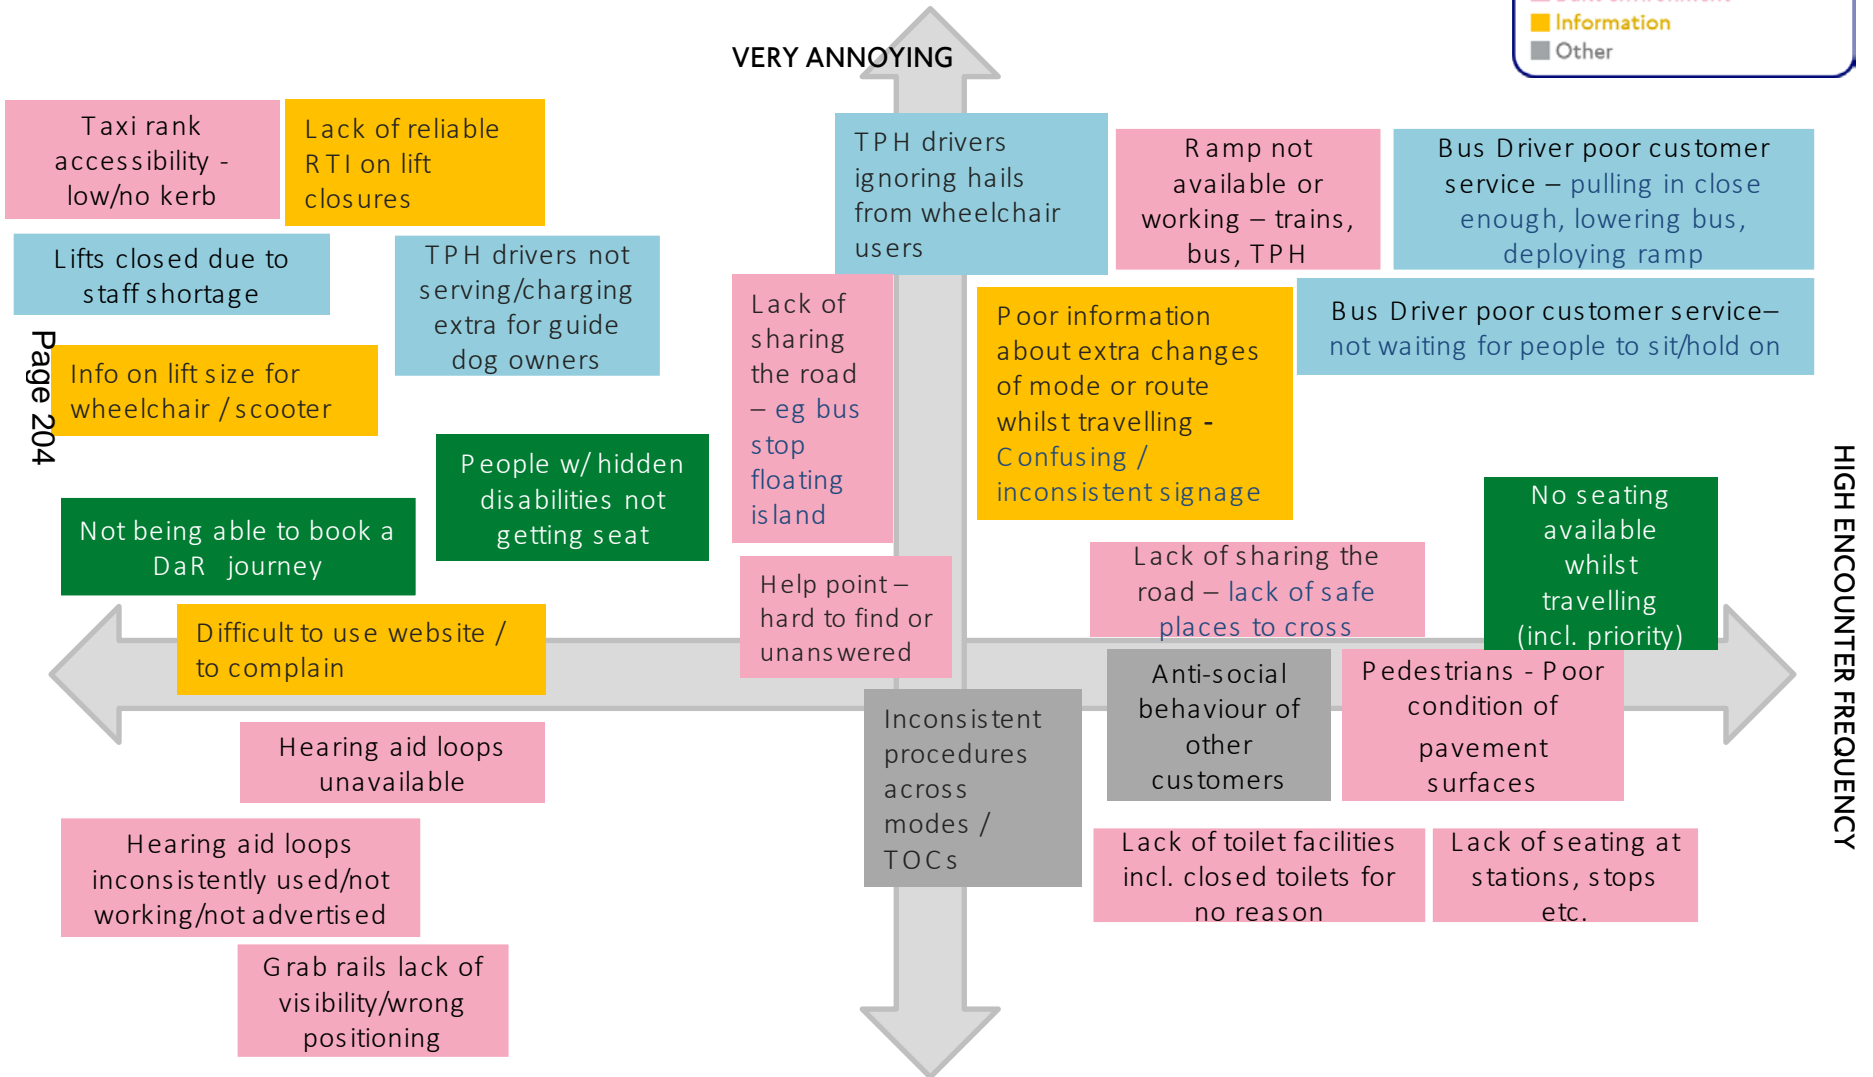 Information
Other
VERY ANNOYING
Taxi rank
accessibility -
low/no kerb
Lack of reliable
RTI on lift
closures
TPH drivers
ignoring hails
from wheelchair
users
Ramp not
available or
working – trains,
bus, TPH
Bus Driver poor customer
service – pulling in close
enough, lowering bus,
deploying ramp
Lifts closed due to
staff shortage
TPH drivers not
serving/charging
extra for guide
dog owners
Lack of
sharing
the road
– eg bus
stop
floating
island
Poor information
about extra changes
of mode or route
whilst travelling -
Confusing /
inconsistent signage
Bus Driver poor customer service–
not waiting for people to sit/hold on
Page 204
Info on lift size for
wheelchair / scooter
People w/ hidden
disabilities not
getting seat
Not being able to book a
DaR journey
No seating
available
whilst
travelling
(incl. priority)
HIGH ENCOUNTER FREQUENCY
Help point –
hard to find or
unanswered
Lack of sharing the
road – lack of safe
places to cross
Difficult to use website /
to complain
Anti-social
behaviour of
other
customers
Pedestrians - Poor
condition of
pavement
surfaces
Inconsistent
procedures
across
modes /
TOCs
Hearing aid loops
unavailable
Hearing aid loops
inconsistently used/not
working/not advertised
Lack of toilet facilities
incl. closed toilets for
no reason
Lack of seating at
stations, stops
etc.
Grab rails lack of
visibility/wrong
positioning